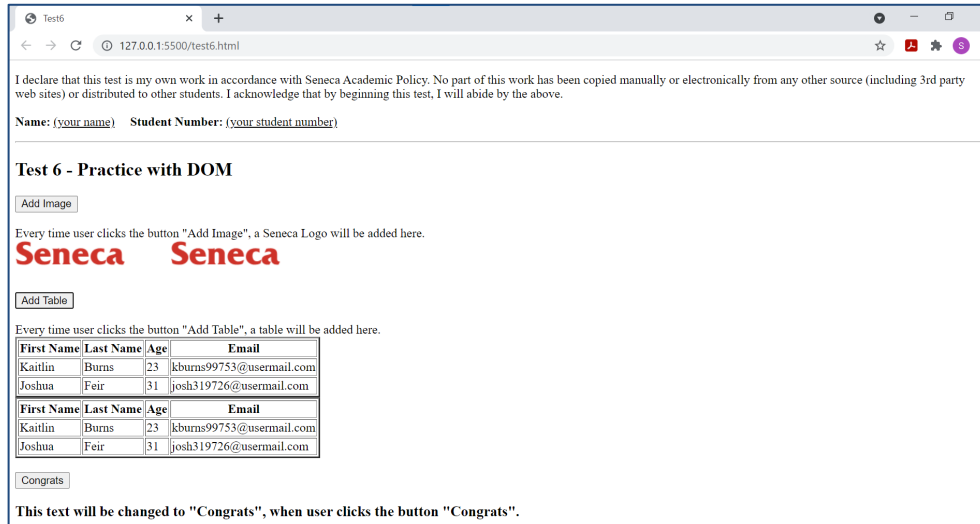 Test6
127.0.0.1:5500/test6.html
S
I declare that this test is my own work in accordance with Seneca Academic Policy. No part of this work has been copied manually or electronically from any other source (including 3rd party
web sites) or distributed to other students. I acknowledge that by beginning this test, I will abide by the above.
Name: (your name) Student Number: (your student number)
Test 6 - Practice with DOM
Add Image
Every time user clicks the button "Add Image", a Seneca Logo will be added here.
Seneca Seneca
Add Table
Every time user clicks the button "Add Table", a table will be added here.
First Name Last Name Age Email
Kaitlin Burns 23 kburns99753@usermail.com
Joshua Feir 31 josh319726@usermail.com
First Name Last Name Age Email
Kaitlin Burns 23 kburns99753@usermail.com
Joshua Feir 31 josh319726@usermail.com
Congrats
This text will be changed to "Congrats", when user clicks the button "Congrats".